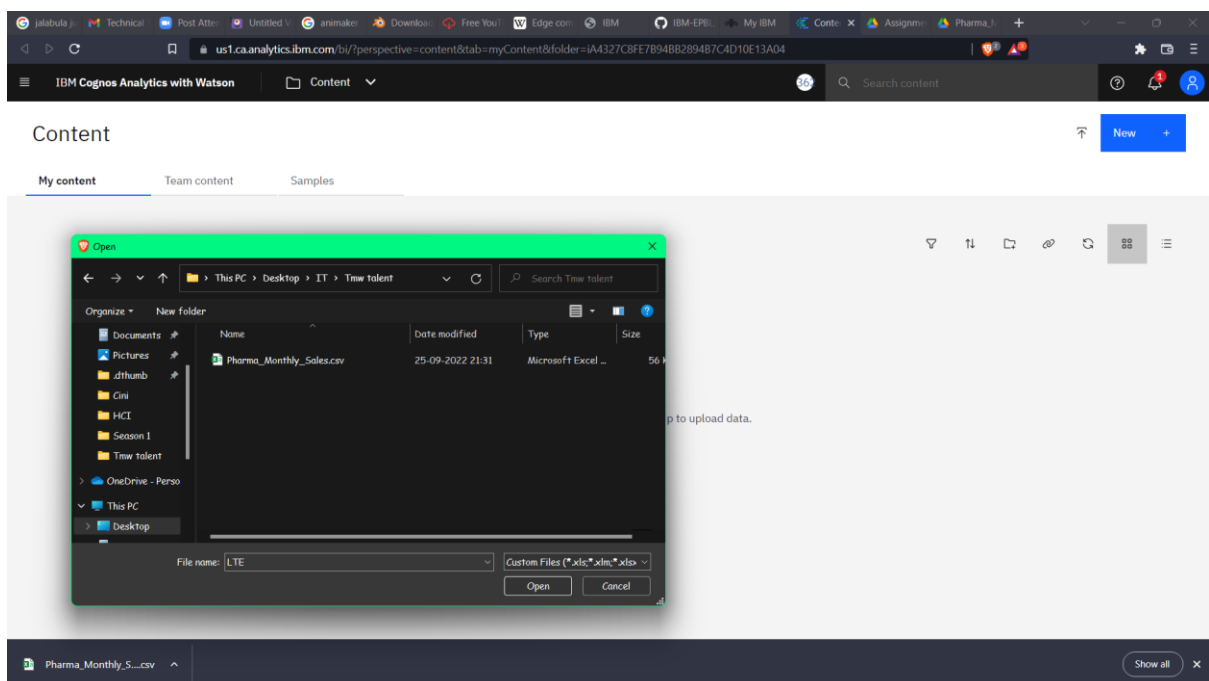 jalabula ju Technical Post Atter Untitled V animaker Download Free YouT Edge com IBM IBM-EPBL My IBM Conte Assignme Pharma_M
us1.ca.analytics.ibm.com/bi/?perspective=content&tab=myContent&folder=iA4327C8FE7B94BB2894B7C4D10E13A04
IBM Cognos Analytics with Watson Content Search content 1
Content New +
My content Team content Samples
Open
This PC > Desktop > IT > Tmw talent Search Tmw talent
Organize New folder
Documents Name Date modified Type Size
Pictures Pharma_Monthly_Sales.csv 25-09-2022 21:31 Microsoft Excel ... 56 K
.dthumb
Cini
HCI p to upload data.
Season 1
Tmw talent
OneDrive - Perso
This PC
Desktop
File name: LTE Custom Files (*.xls;*.xlm;*.xlsx
Open Cancel
Pharma_Monthly_S....csv Show all